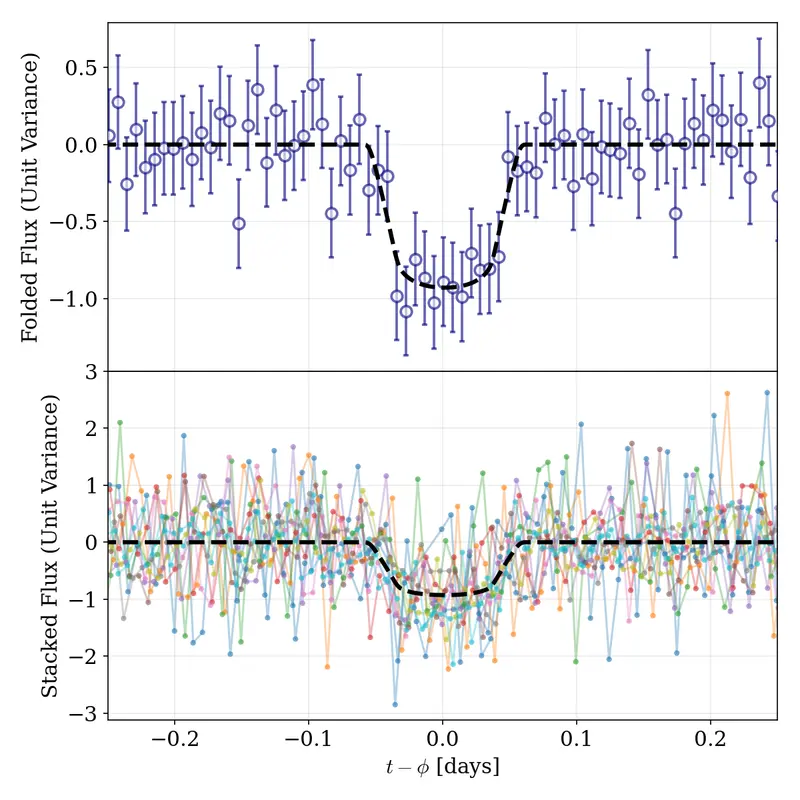 Folded Flux (Unit Variance)
0.5
0.0
−0.5
−1.0
Stacked Flux (Unit Variance)
3
2
1
0
−1
−2
−3
−0.2 −0.1 0.0 0.1 0.2
t − ϕ [days]